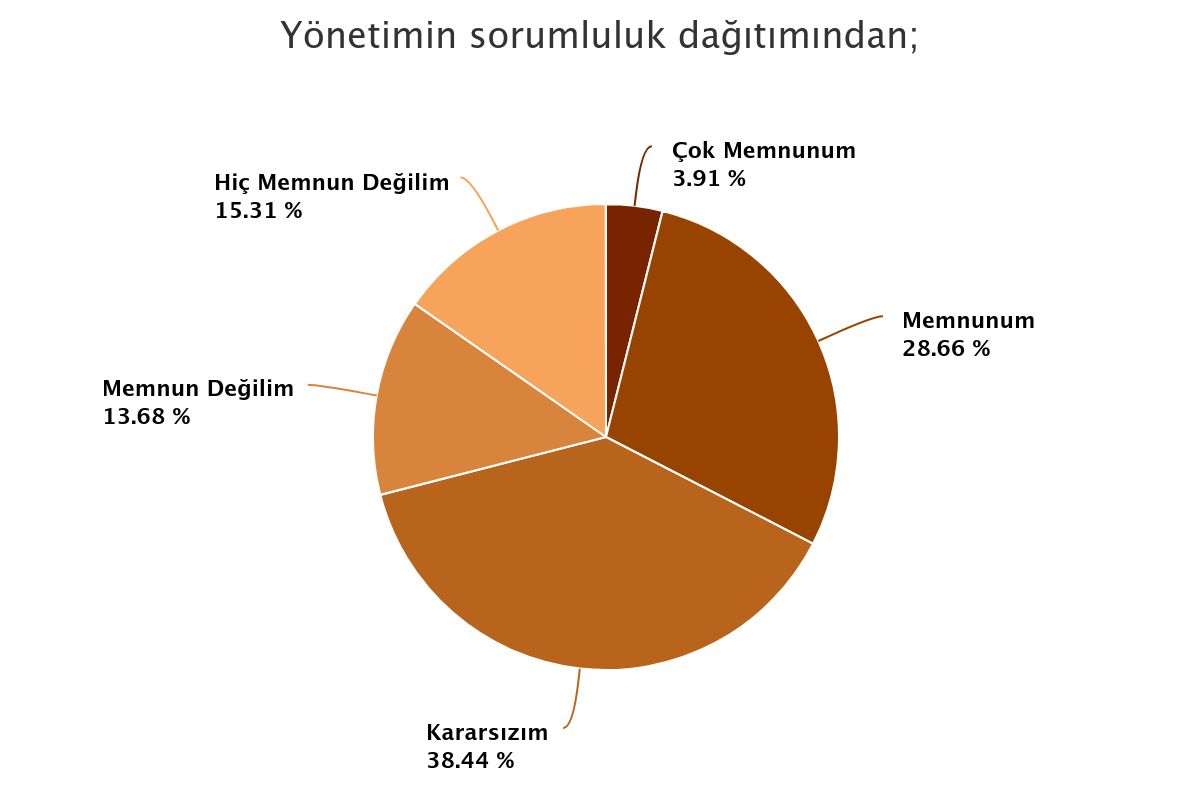 Yönetimin sorumluluk dağıtımından;
Çok Memnunum
3.91 %
Hiç Memnun Değilim
15.31 %
Memnunum
28.66 %
Memnun Değilim
13.68 %
Kararsızım
38.44 %